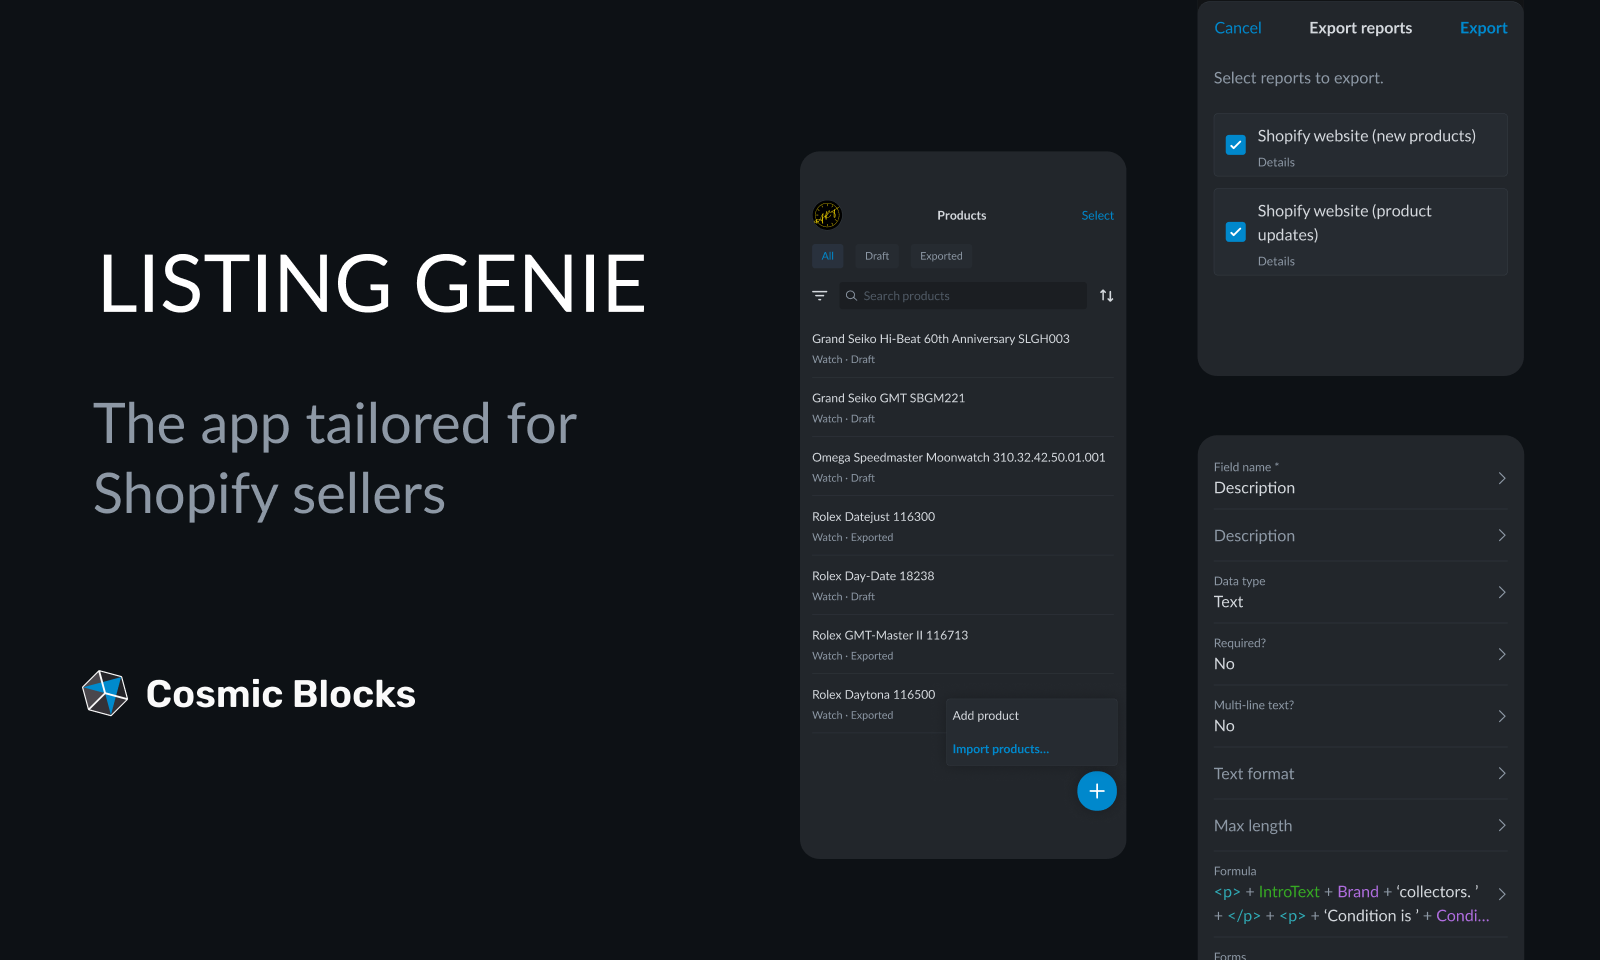 LISTING GENIE
The app tailored for
Shopify sellers
Cosmic Blocks
Products
Select
All
Draft
Exported
Search products
Grand Seiko Hi-Beat 60th Anniversary SLGH003
Watch · Draft
Grand Seiko GMT SBGM221
Watch · Draft
Omega Speedmaster Moonwatch 310.32.42.50.01.001
Watch · Draft
Rolex Datejust 116300
Watch · Exported
Rolex Day-Date 18238
Watch · Draft
Rolex GMT-Master II 116713
Watch · Exported
Rolex Daytona 116500
Watch · Exported
Add product
Import products...
Cancel
Export reports
Export
Select reports to export.
Shopify website (new products)
Details
Shopify website (product
updates)
Details
Field name *
Description
Description
Data type
Text
Required?
No
Multi-line text?
No
Text format
Max length
Formula
<p> + IntroText + Brand + ‘collectors. ’
+ </p> + <p> + ‘Condition is ’ + Condi...
Forms